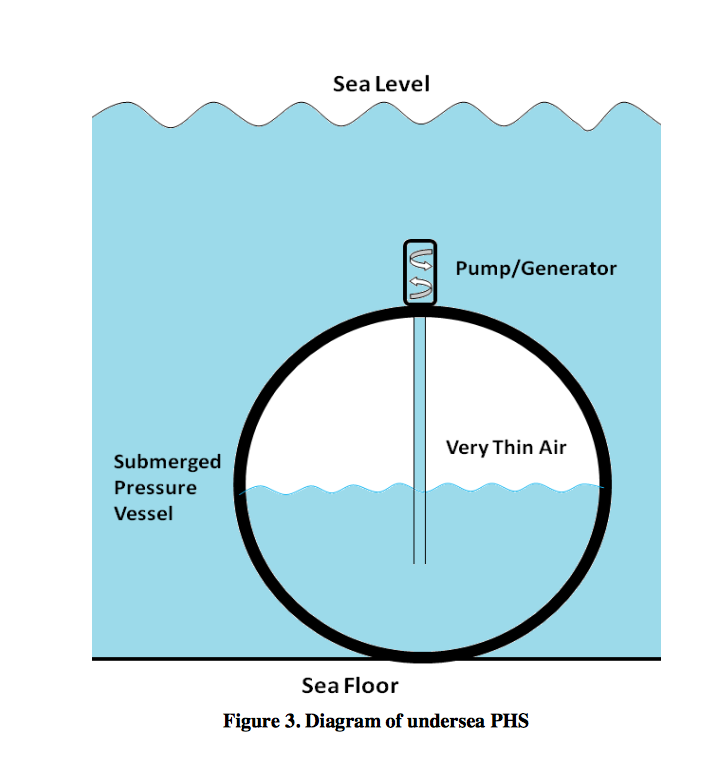 Sea Level
Pump/Generator
Very Thin Air
Submerged
Pressure
Vessel
Sea Floor
Figure 3. Diagram of undersea PHS